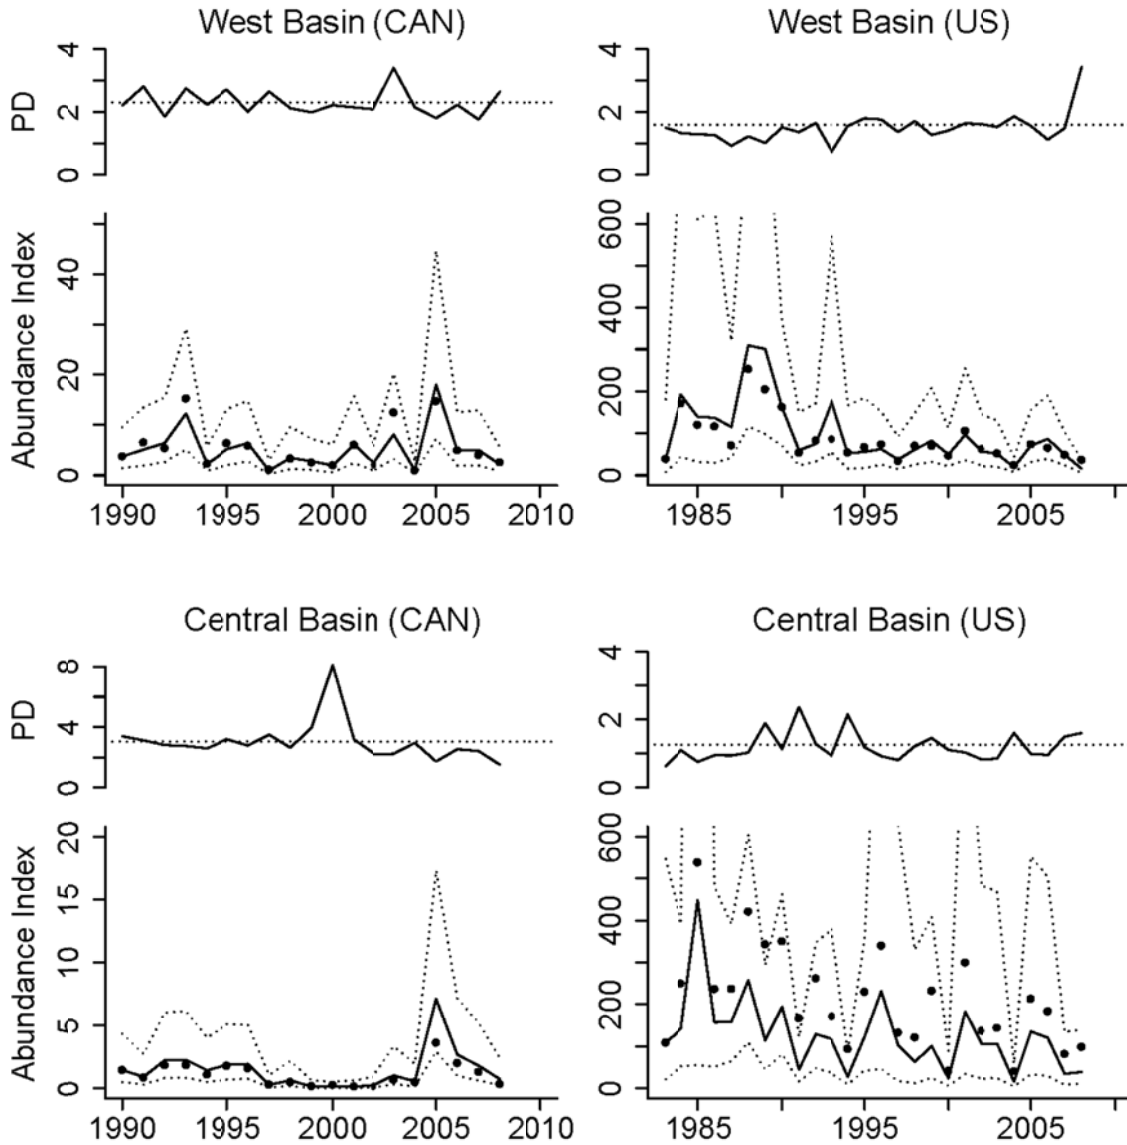 West Basin (CAN)
PD
0 2 4
Abundance Index
0 20 40
1990 1995 2000 2005 2010
West Basin (US)
0 2 4
0 200 400 600
1985 1995 2005
Central Basin (CAN)
PD
0 4 8
Abundance Index
0 5 10 15 20
1990 1995 2000 2005 2010
Central Basin (US)
0 2 4
0 200 400 600
1985 1995 2005